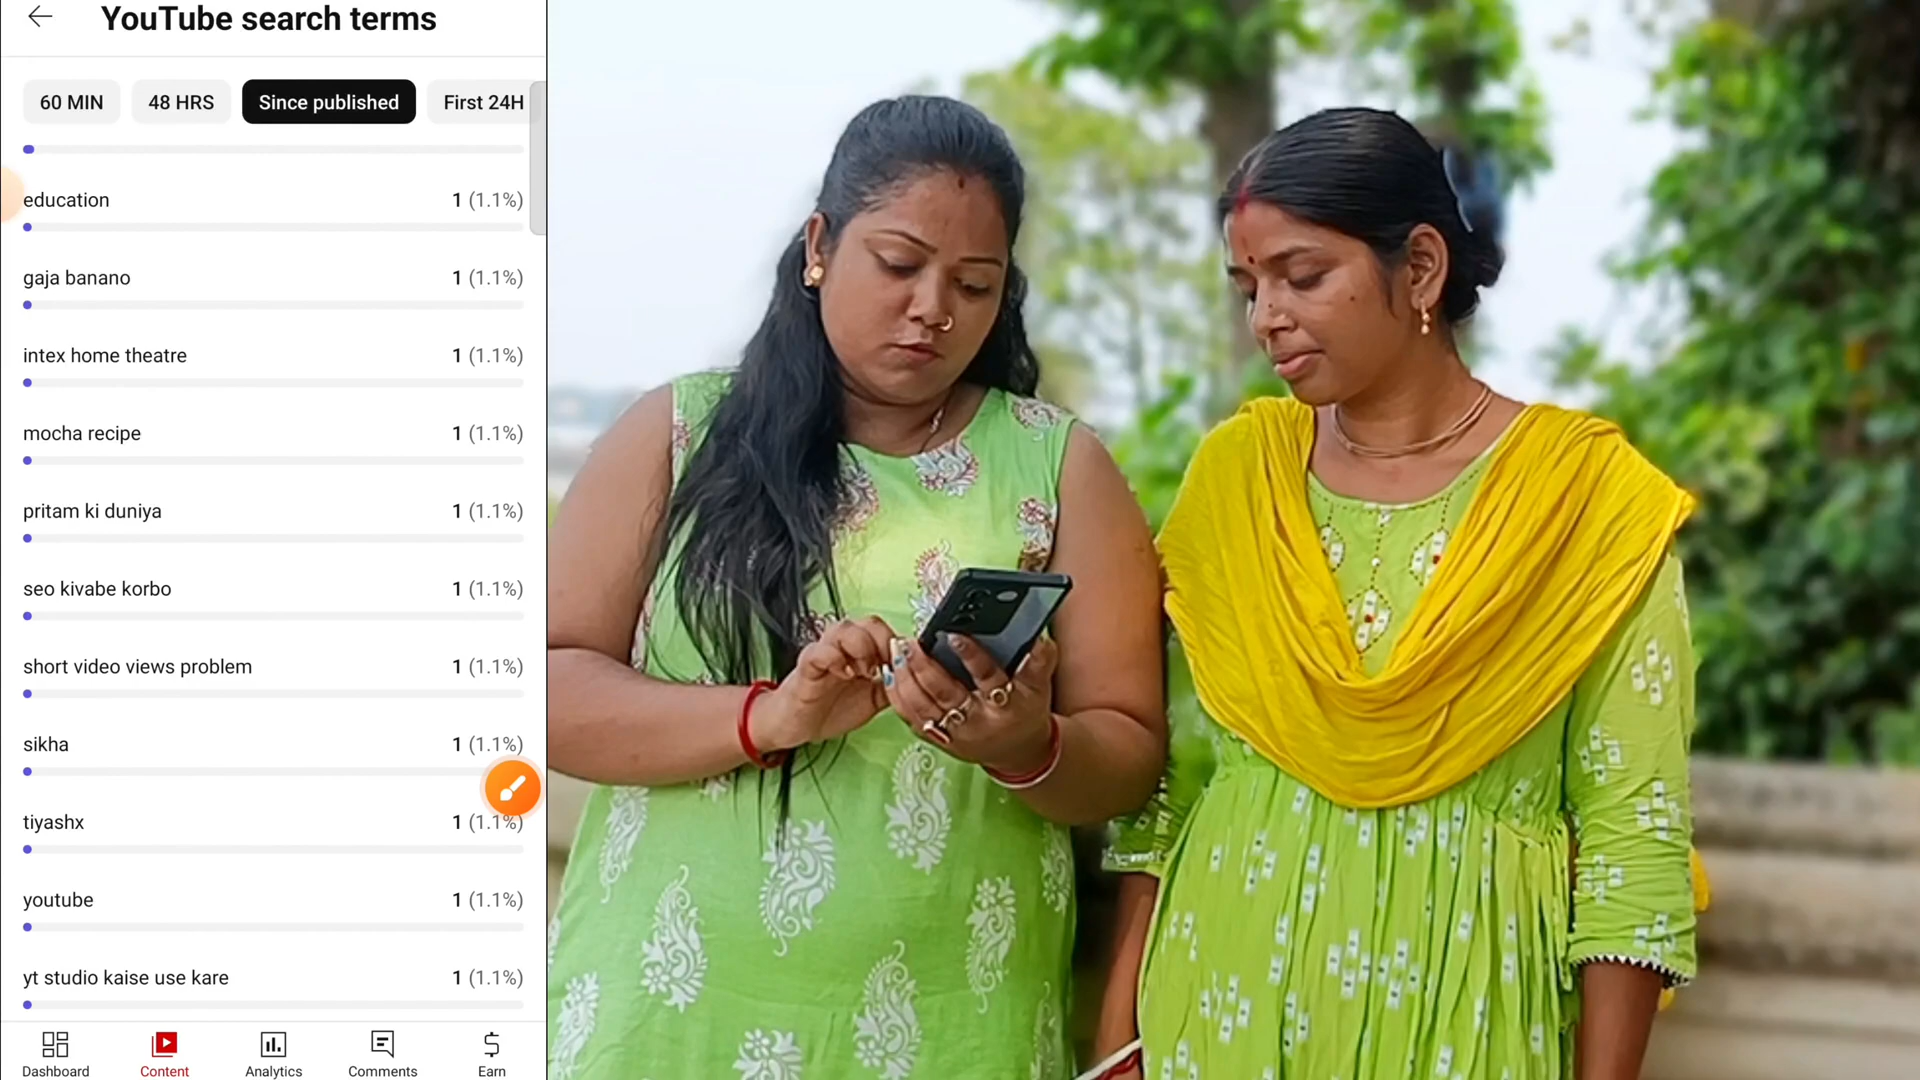 YouTube search terms
60 MIN
48 HRS
Since published
First 24H
education 1 (1.1%)
gaja banano 1 (1.1%)
intex home theatre 1 (1.1%)
mocha recipe 1 (1.1%)
pritam ki duniya 1 (1.1%)
seo kivabe korbo 1 (1.1%)
short video views problem 1 (1.1%)
sikha 1 (1.1%)
tiyashx 1 (1.1%)
youtube 1 (1.1%)
yt studio kaise use kare 1 (1.1%)
Dashboard
Content
Analytics
Comments
Earn